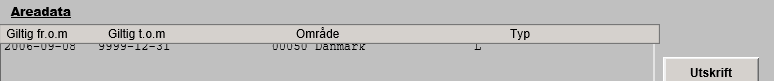 Areadata
Giltig fr.o.m Giltig t.o.m Område Typ
2006-09-08 9999-12-31 00050 Danmark L
Utskrift